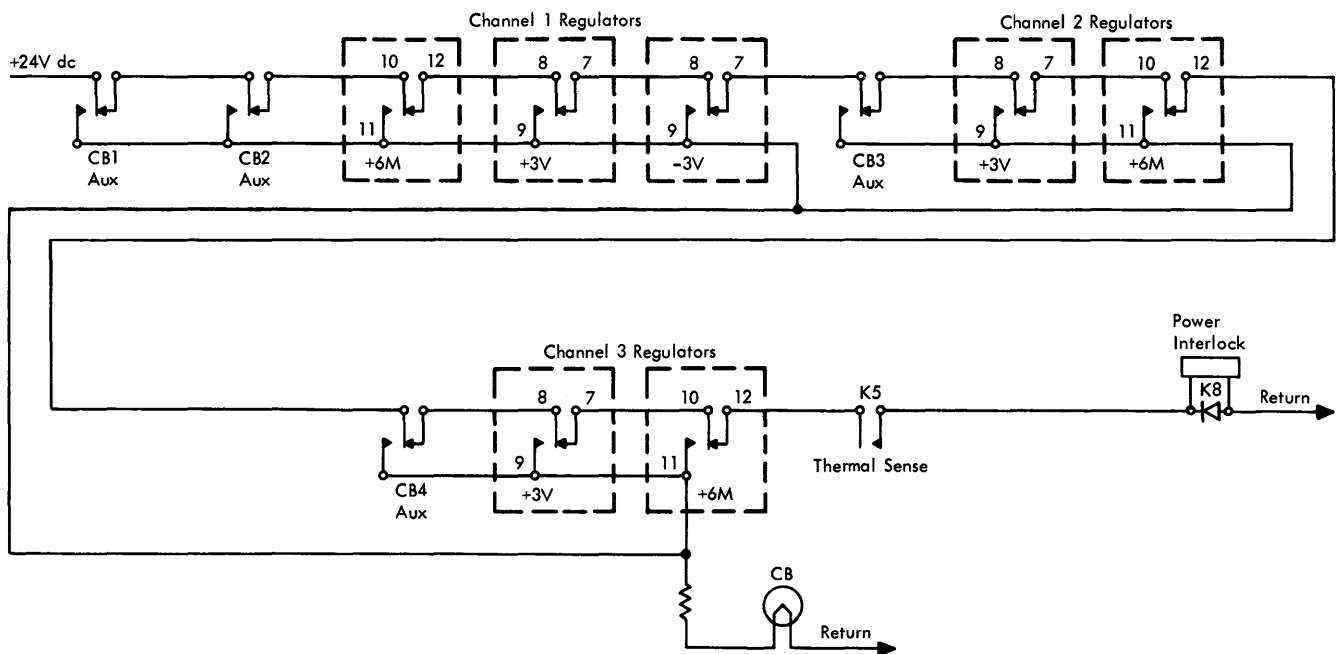 Channel 1 Regulators
Channel 2 Regulators
+24V dc
10 12
8 7
8 7
8 7
10 12
11
9
9
9
11
CB1
Aux
CB2
Aux
+6M
+3V
-3V
CB3
Aux
+3V
+6M
Power
Interlock
Channel 3 Regulators
8 7
10 12
K5
K8
Return
Thermal Sense
9
11
CB4
Aux
+3V
+6M
CB
Return